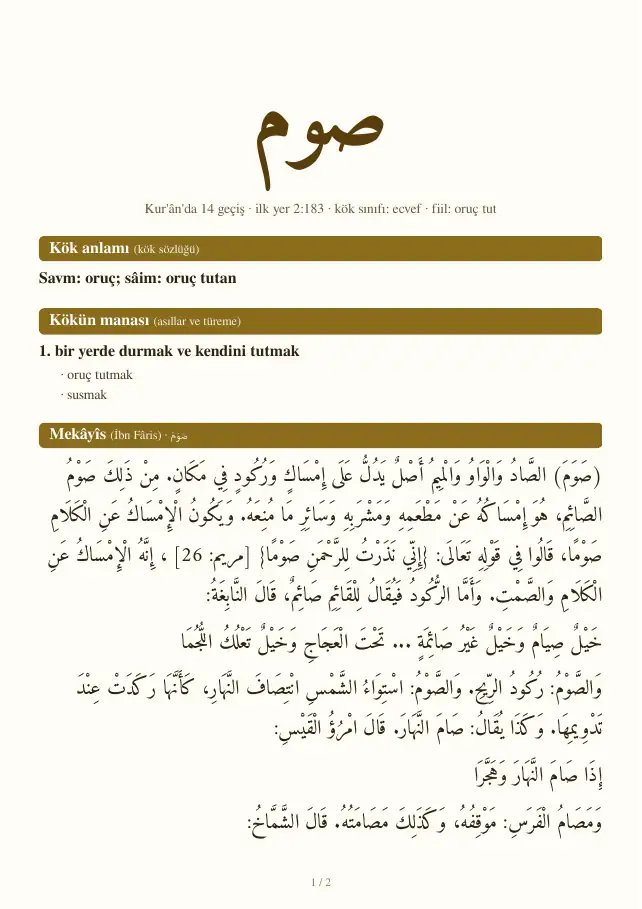 صوم
Kur'ân'da 14 geçiş · ilk yer 2:183 · kök sınıfı: ecvef · fiil: oruç tut
Kök anlamı (kök sözlüğü)
Savm: oruç; sâim: oruç tutan
Kökün manası (asıllar ve türeme)
1. bir yerde durmak ve kendini tutmak
· oruç tutmak
· susmak
Mekâyîs (İbn Fâris) · صَوَمَ
(صَوَمَ) الصَّادُ وَالْوَاوُ وَالْمِيمُ أَصْلٌ يَدُلُّ عَلَى إِمْسَاكٍ وَرُكُودٍ فِي مَكَانٍ. مِنْ ذَلِكَ صَوْمُ
الصَّائِمِ، هُوَ إِمْسَاكُهُ عَنْ مَطْعَمِهِ وَمَشْرَبِهِ وَسَائِرِ مَا مُنِعَهُ. وَيَكُونُ الْإِمْسَاكُ عَنِ الْكَلَامِ
صَوْمًا، قَالُوا فِي قَوْلِهِ تَعَالَى: {إِنِّي نَذَرْتُ لِلرَّحْمَنِ صَوْمًا} [مريم: 26] ، إِنَّهُ الْإِمْسَاكُ عَنِ
الْكَلَامِ وَالصَّمْتِ. وَأَمَّا الرُّكُودُ فَيُقَالُ لِلْقَائِمِ صَائِمٌ، قَالَ النَّابِغَةُ:
خَيْلٌ صِيَامٌ وَخَيْلٌ غَيْرُ صَائِمَةٍ ... تَحْتَ الْعَجَاجِ وَخَيْلٌ تَعْلُكُ اللُّجُمَا
وَالصَّوْمُ: رُكُودُ الرِّيحِ. وَالصَّوْمُ: اسْتِوَاءُ الشَّمْسِ انْتِصَافَ النَّهَارِ، كَأَنَّهَا رَكَدَتْ عِنْدَ
تَدْوِيمِهَا. وَكَذَا يُقَالُ: صَامَ النَّهَارَ. قَالَ امْرُؤُ الْقَيْسِ:
إِذَا صَامَ النَّهَارَ وَهَجَّرَا
وَمَصَامُ الْفَرَسِ: مَوْقِفُهُ، وَكَذَلِكَ مَصَامَتُهُ. قَالَ الشَّمَّاخُ:
1 / 2